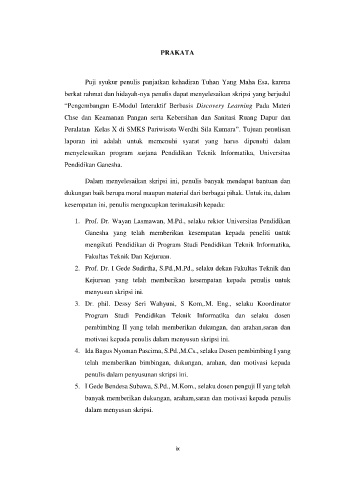 PRAKATA
Puji syukur penulis panjatkan kehadiran Tuhan Yang Maha Esa, karena
berkat rahmat dan hidayah-nya penulis dapat menyelesaikan skripsi yang berjudul
“Pengembangan E-Modul Interaktif Berbasis Discovery Learning Pada Materi
Chse dan Keamanan Pangan serta Kebersihan dan Sanitasi Ruang Dapur dan
Peralatan Kelas X di SMKS Pariwisata Werdhi Sila Kumara”. Tujuan penulisan
laporan ini adalah untuk memenuhi syarat yang harus dipenuhi dalam
menyelesaikan program sarjana Pendidikan Teknik Informatika, Universitas
Pendidikan Ganesha.
Dalam menyelesaikan skripsi ini, penulis banyak mendapat bantuan dan
dukungan baik berupa moral maupun material dari berbagai pihak. Untuk itu, dalam
kesempatan ini, penulis mengucapkan terimakasih kepada:
1. Prof. Dr. Wayan Lasmawan, M.Pd., selaku rektor Universitas Pendidikan
Ganesha yang telah memberikan kesempatan kepada peneliti untuk
mengikuti Pendidikan di Program Studi Pendidikan Teknik Informatika,
Fakultas Teknik Dan Kejuruan.
2. Prof. Dr. I Gede Sudirtha, S.Pd.,M.Pd., selaku dekan Fakultas Teknik dan
Kejuruan yang telah memberikan kesempatan kepada penulis untuk
menyusun skripsi ini.
3. Dr. phil. Dessy Seri Wahyuni, S Kom.,M. Eng., selaku Koordinator
Program Studi Pendidikan Teknik Informatika dan selaku dosen
pembimbing II yang telah memberikan dukungan, dan arahan,saran dan
motivasi kepada penulis dalam menyusun skripsi ini.
4. Ida Bagus Nyoman Pascima, S.Pd.,M.Cs., selaku Dosen pembimbing I yang
telah memberikan bimbingan, dukungan, arahan, dan motivasi kepada
penulis dalam penyusunan skripsi ini.
5. I Gede Bendesa Subawa, S.Pd., M.Kom., selaku dosen penguji II yang telah
banyak memberikan dukungan, araham,saran dan motivasi kepada penulis
dalam menyusun skripsi.
ix